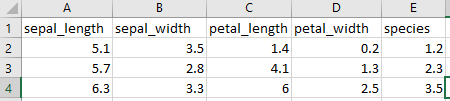 A B C D E
1 sepal_length sepal_width petal_length petal_width species
2 5.1 3.5 1.4 0.2 1.2
3 5.7 2.8 4.1 1.3 2.3
4 6.3 3.3 6 2.5 3.5